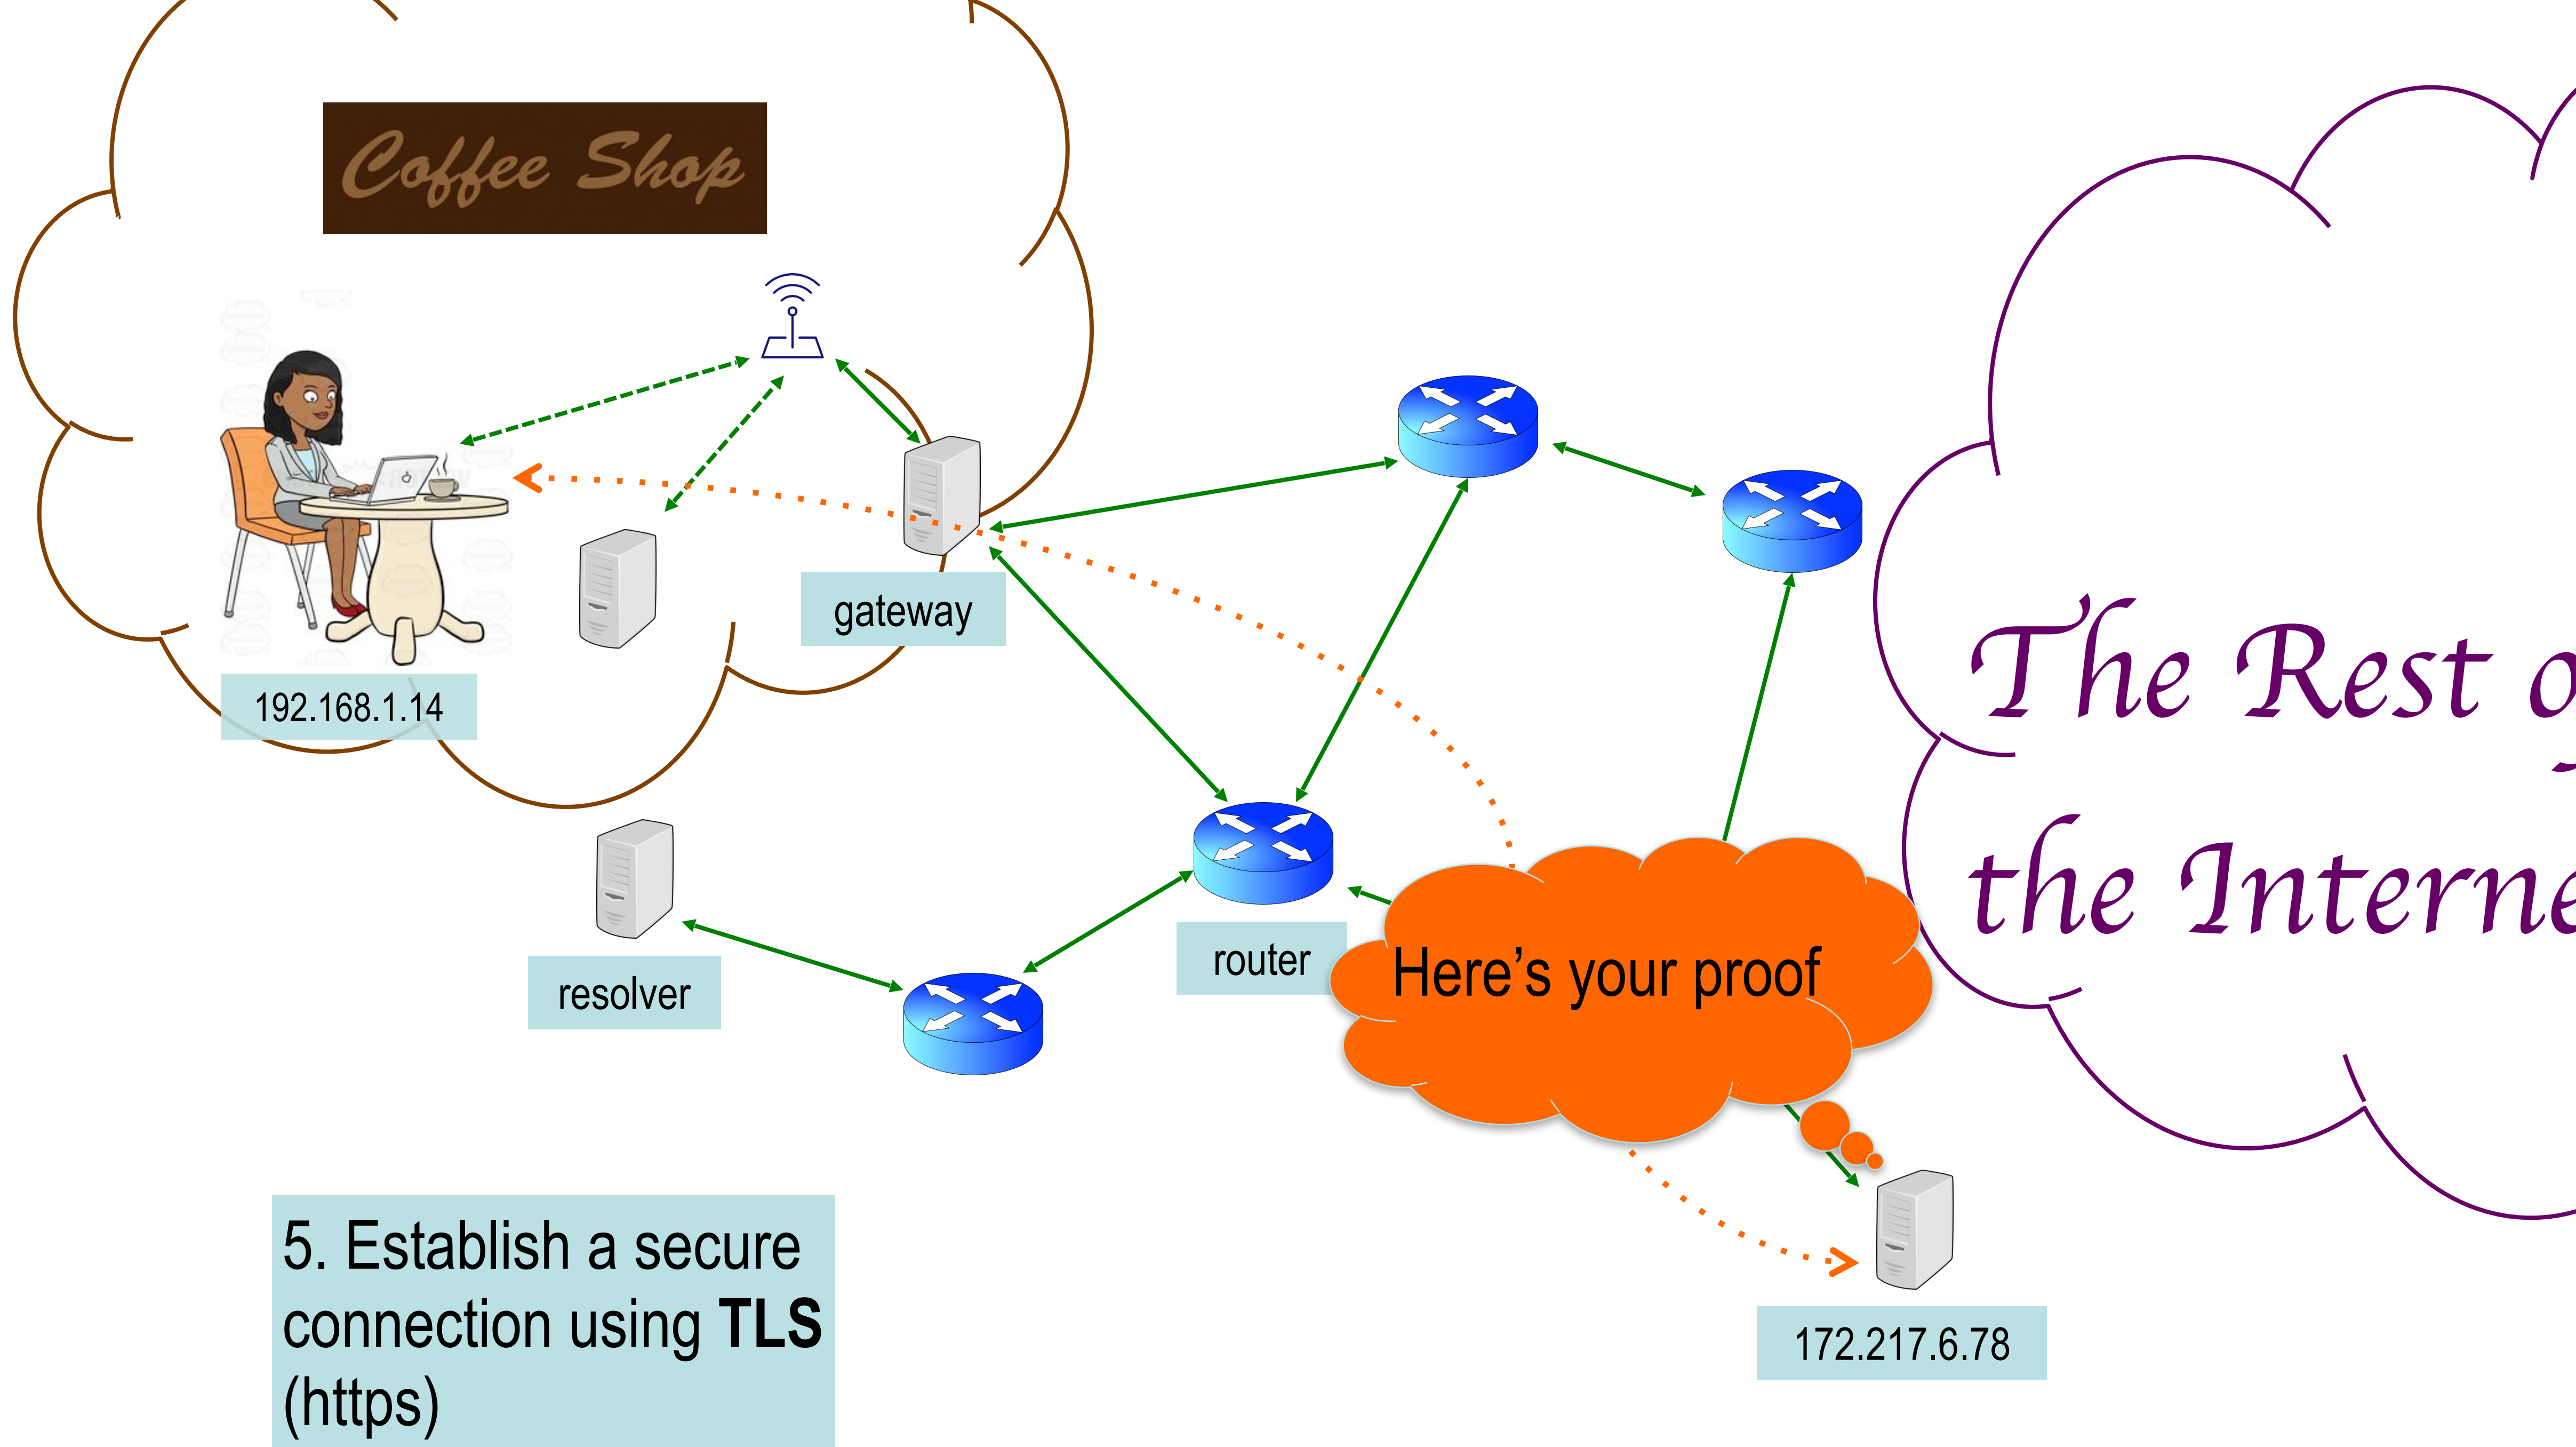 Coffee Shop
gateway
192.168.1.14
The Rest
the Interne
router
Here's your proof
resolver
5. Establish a secure
connection using TLS
(https)
172.217.6.78